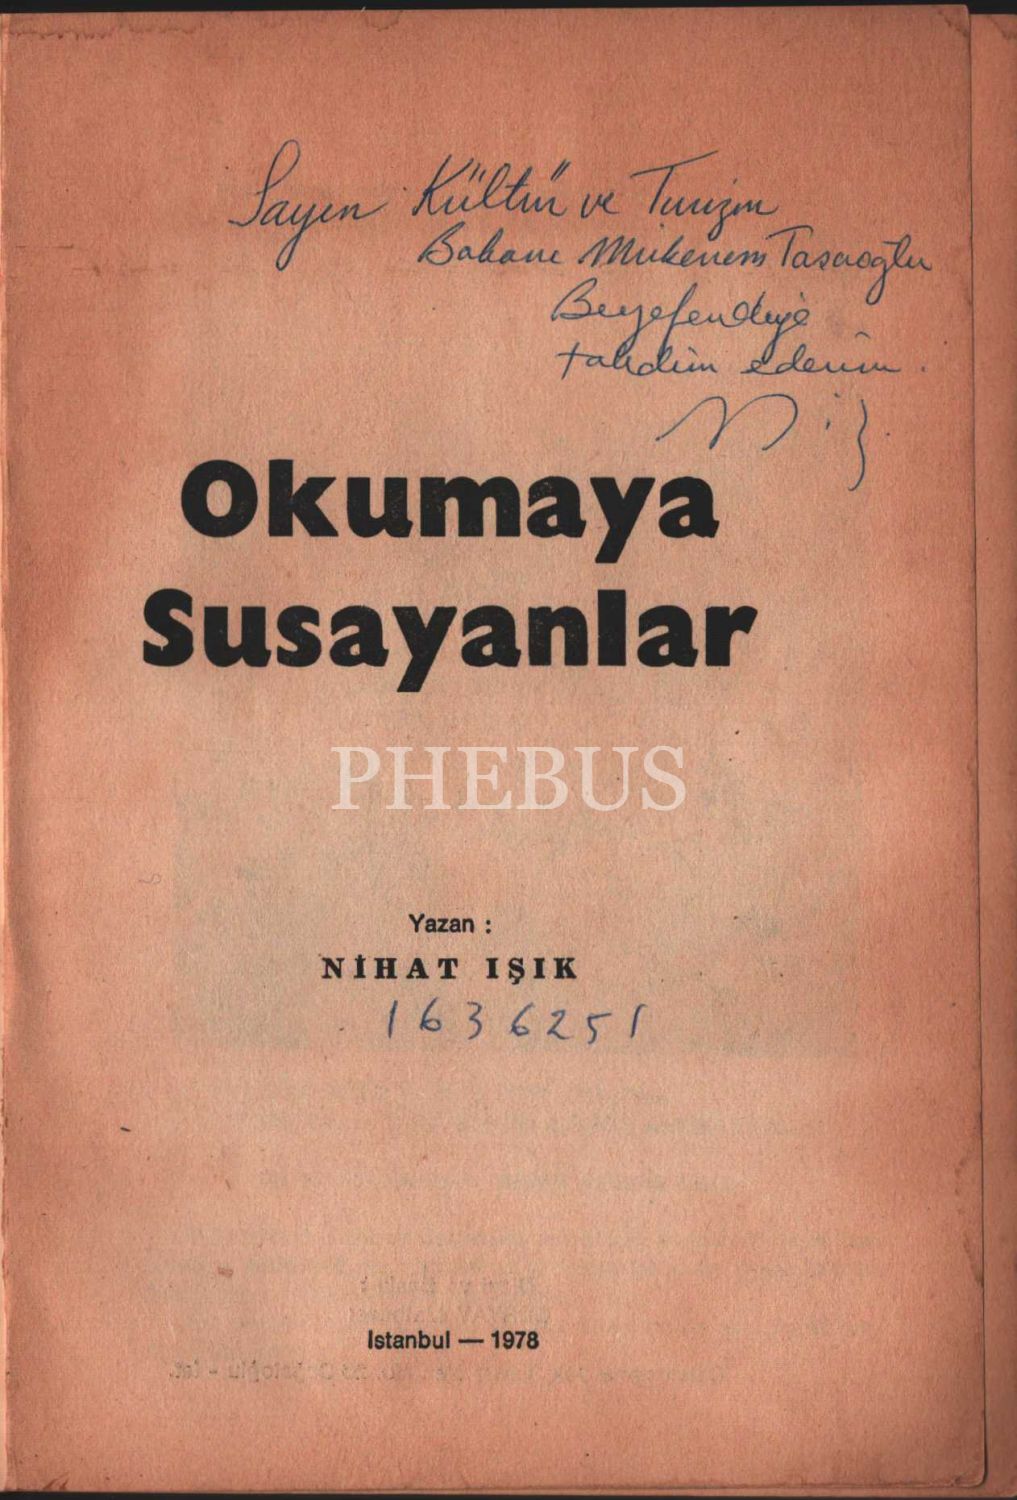 Sayın Kültür ve Turizm
Bakanı Mükerrem Taşçıoğlu
Beyefendiye
takdim ederim.
Okumaya
Susayanlar
PHEBUS
Yazan :
NİHAT IŞIK
1636251
Istanbul — 1978